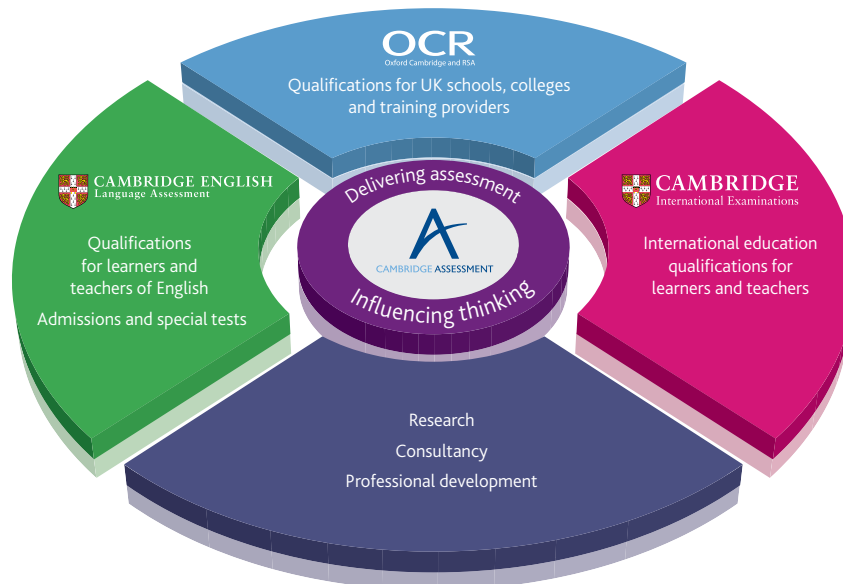 OCR
Oxford Cambridge and RSA
Qualifications for UK schools, colleges
and training providers
CAMBRIDGE ENGLISH
Language Assessment
Qualifications
for learners and
teachers of English
Admissions and special tests
Delivering assessment
CAMBRIDGE ASSESSMENT
Influencing thinking
CAMBRIDGE
International Examinations
International education
qualifications for
learners and teachers
Research
Consultancy
Professional development